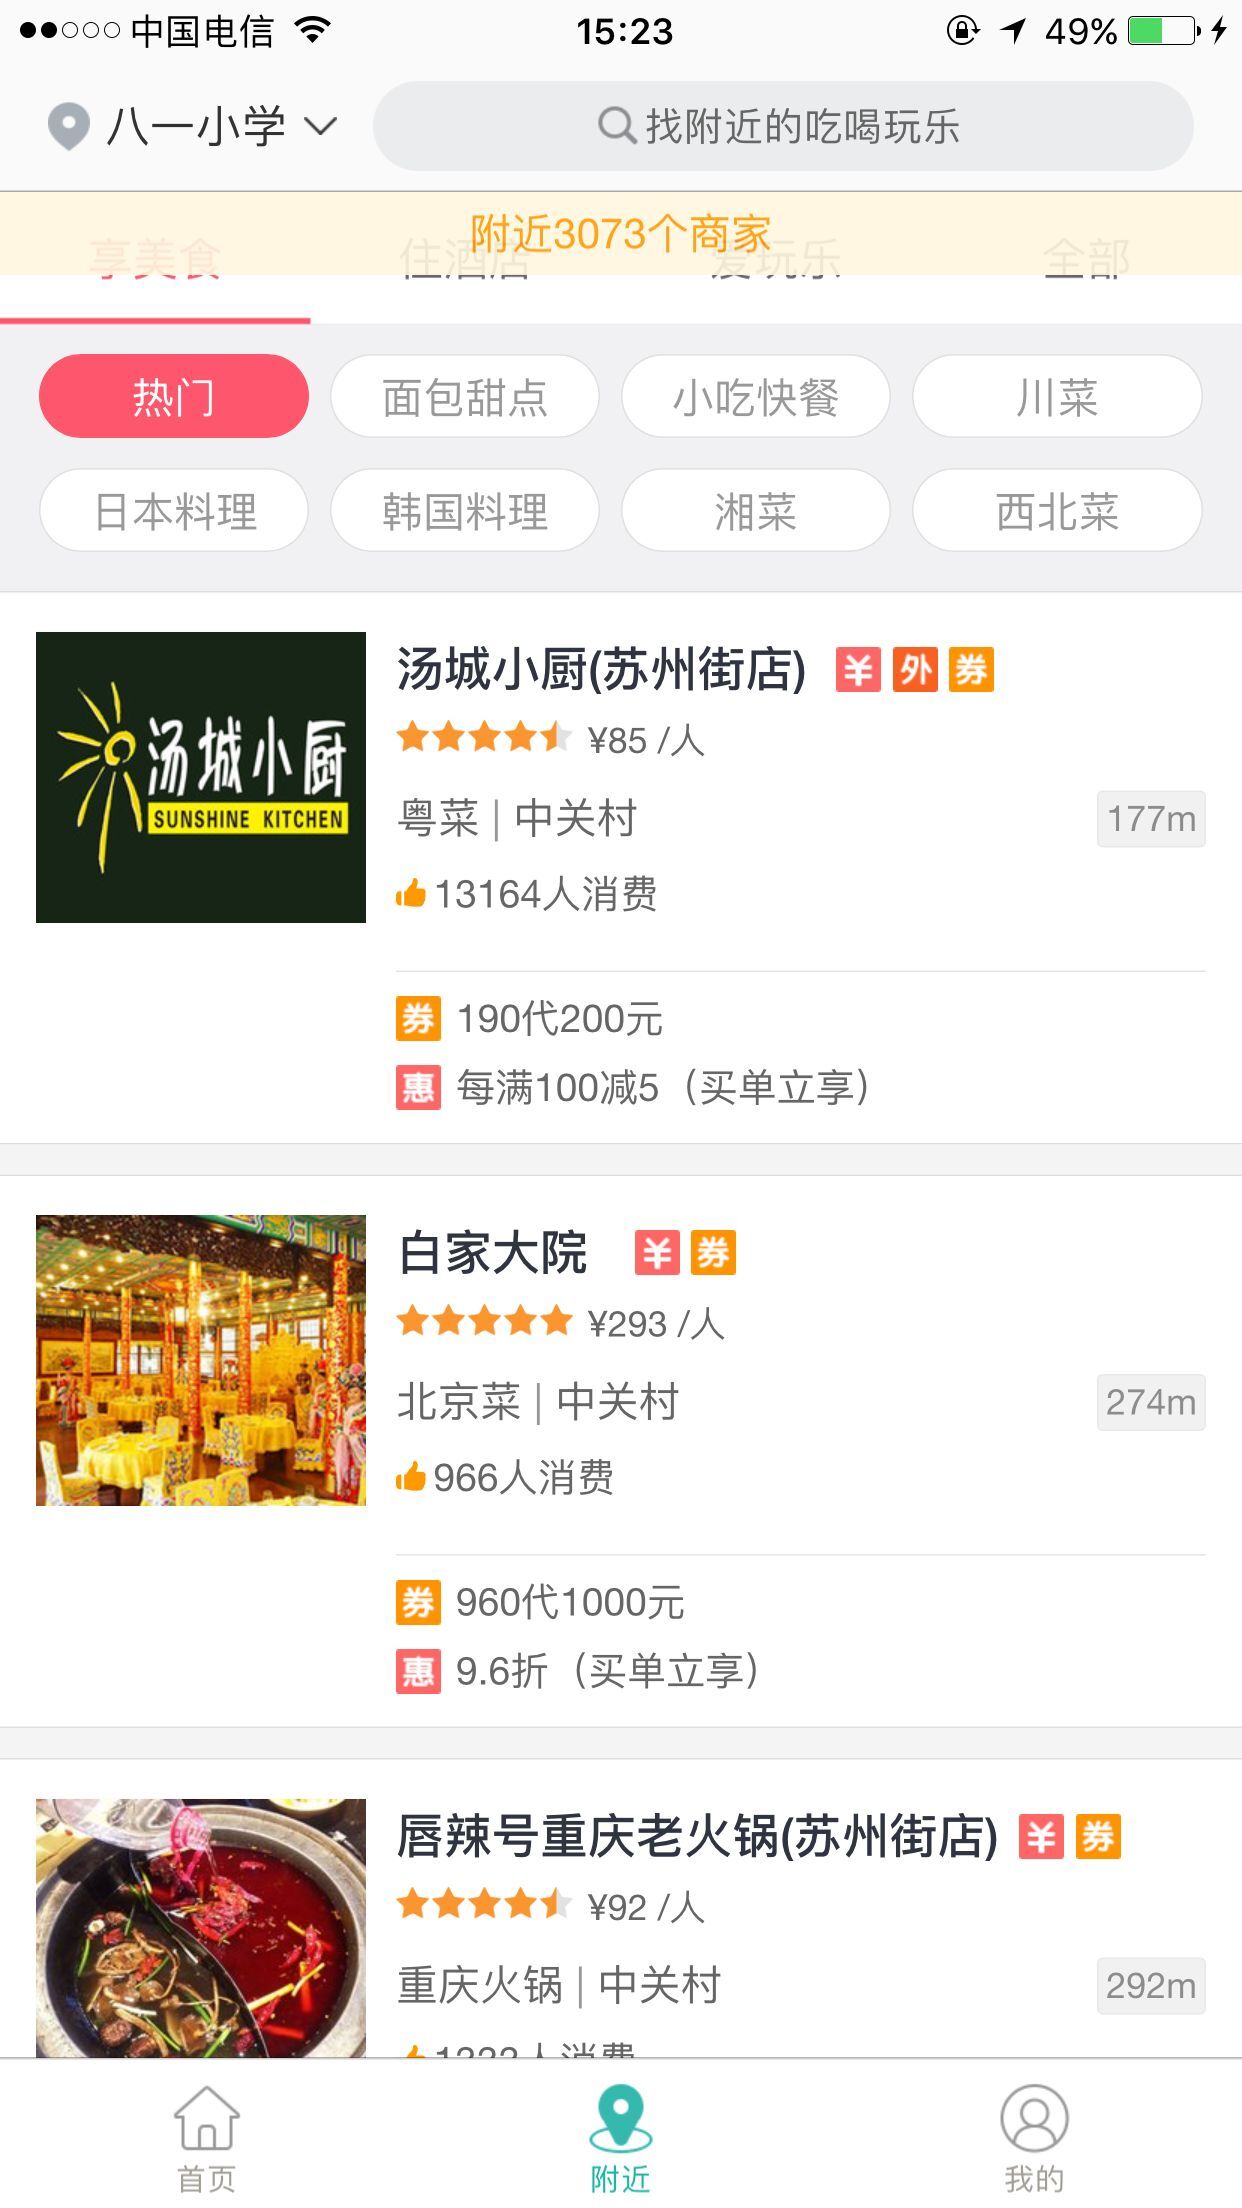 中国电信 15:23 49%
八一小学 找附近的吃喝玩乐
附近3073个商家
享美食 住酒店 爱玩乐 全部
热门 面包甜点 小吃快餐 川菜
日本料理 韩国料理 湘菜 西北菜
汤城小厨(苏州街店) ¥ 外 券
¥85 /人
汤城小厨
SUNSHINE KITCHEN
粤菜 | 中关村 177m
13164人消费
券 190代200元
惠 每满100减5（买单立享）
白家大院 ¥ 券
¥293 /人
北京菜 | 中关村 274m
966人消费
券 960代1000元
惠 9.6折（买单立享）
唇辣号重庆老火锅(苏州街店) ¥ 券
¥92 /人
重庆火锅 | 中关村 292m
人消费
首页 附近 我的